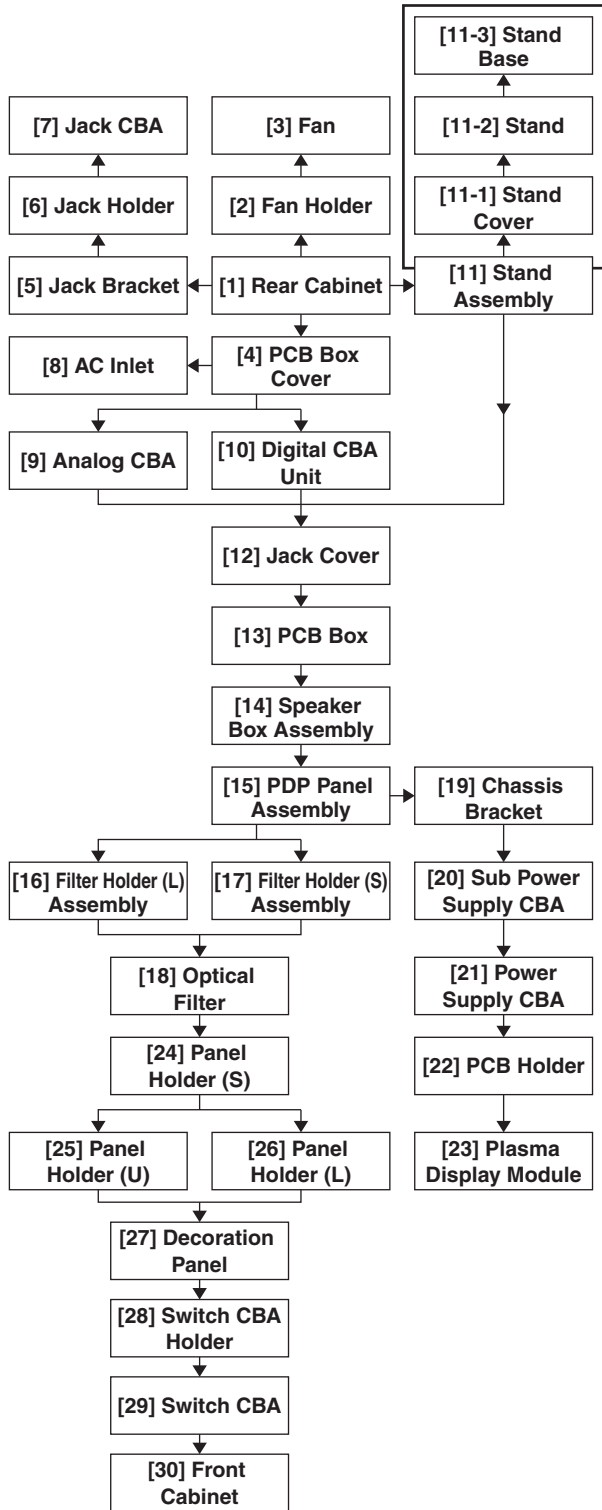 [11-3] Stand
Base
[7] Jack CBA
[3] Fan
[11-2] Stand
[6] Jack Holder
[2] Fan Holder
[11-1] Stand
Cover
[5] Jack Bracket
[1] Rear Cabinet
[11] Stand
Assembly
[8] AC Inlet
[4] PCB Box
Cover
[9] Analog CBA
[10] Digital CBA
Unit
[12] Jack Cover
[13] PCB Box
[14] Speaker
Box Assembly
[15] PDP Panel
Assembly
[19] Chassis
Bracket
[16] Filter Holder (L)
Assembly
[17] Filter Holder (S)
Assembly
[20] Sub Power
Supply CBA
[18] Optical
Filter
[21] Power
Supply CBA
[24] Panel
Holder (S)
[22] PCB Holder
[25] Panel
Holder (U)
[26] Panel
Holder (L)
[23] Plasma
Display Module
[27] Decoration
Panel
[28] Switch CBA
Holder
[29] Switch CBA
[30] Front
Cabinet